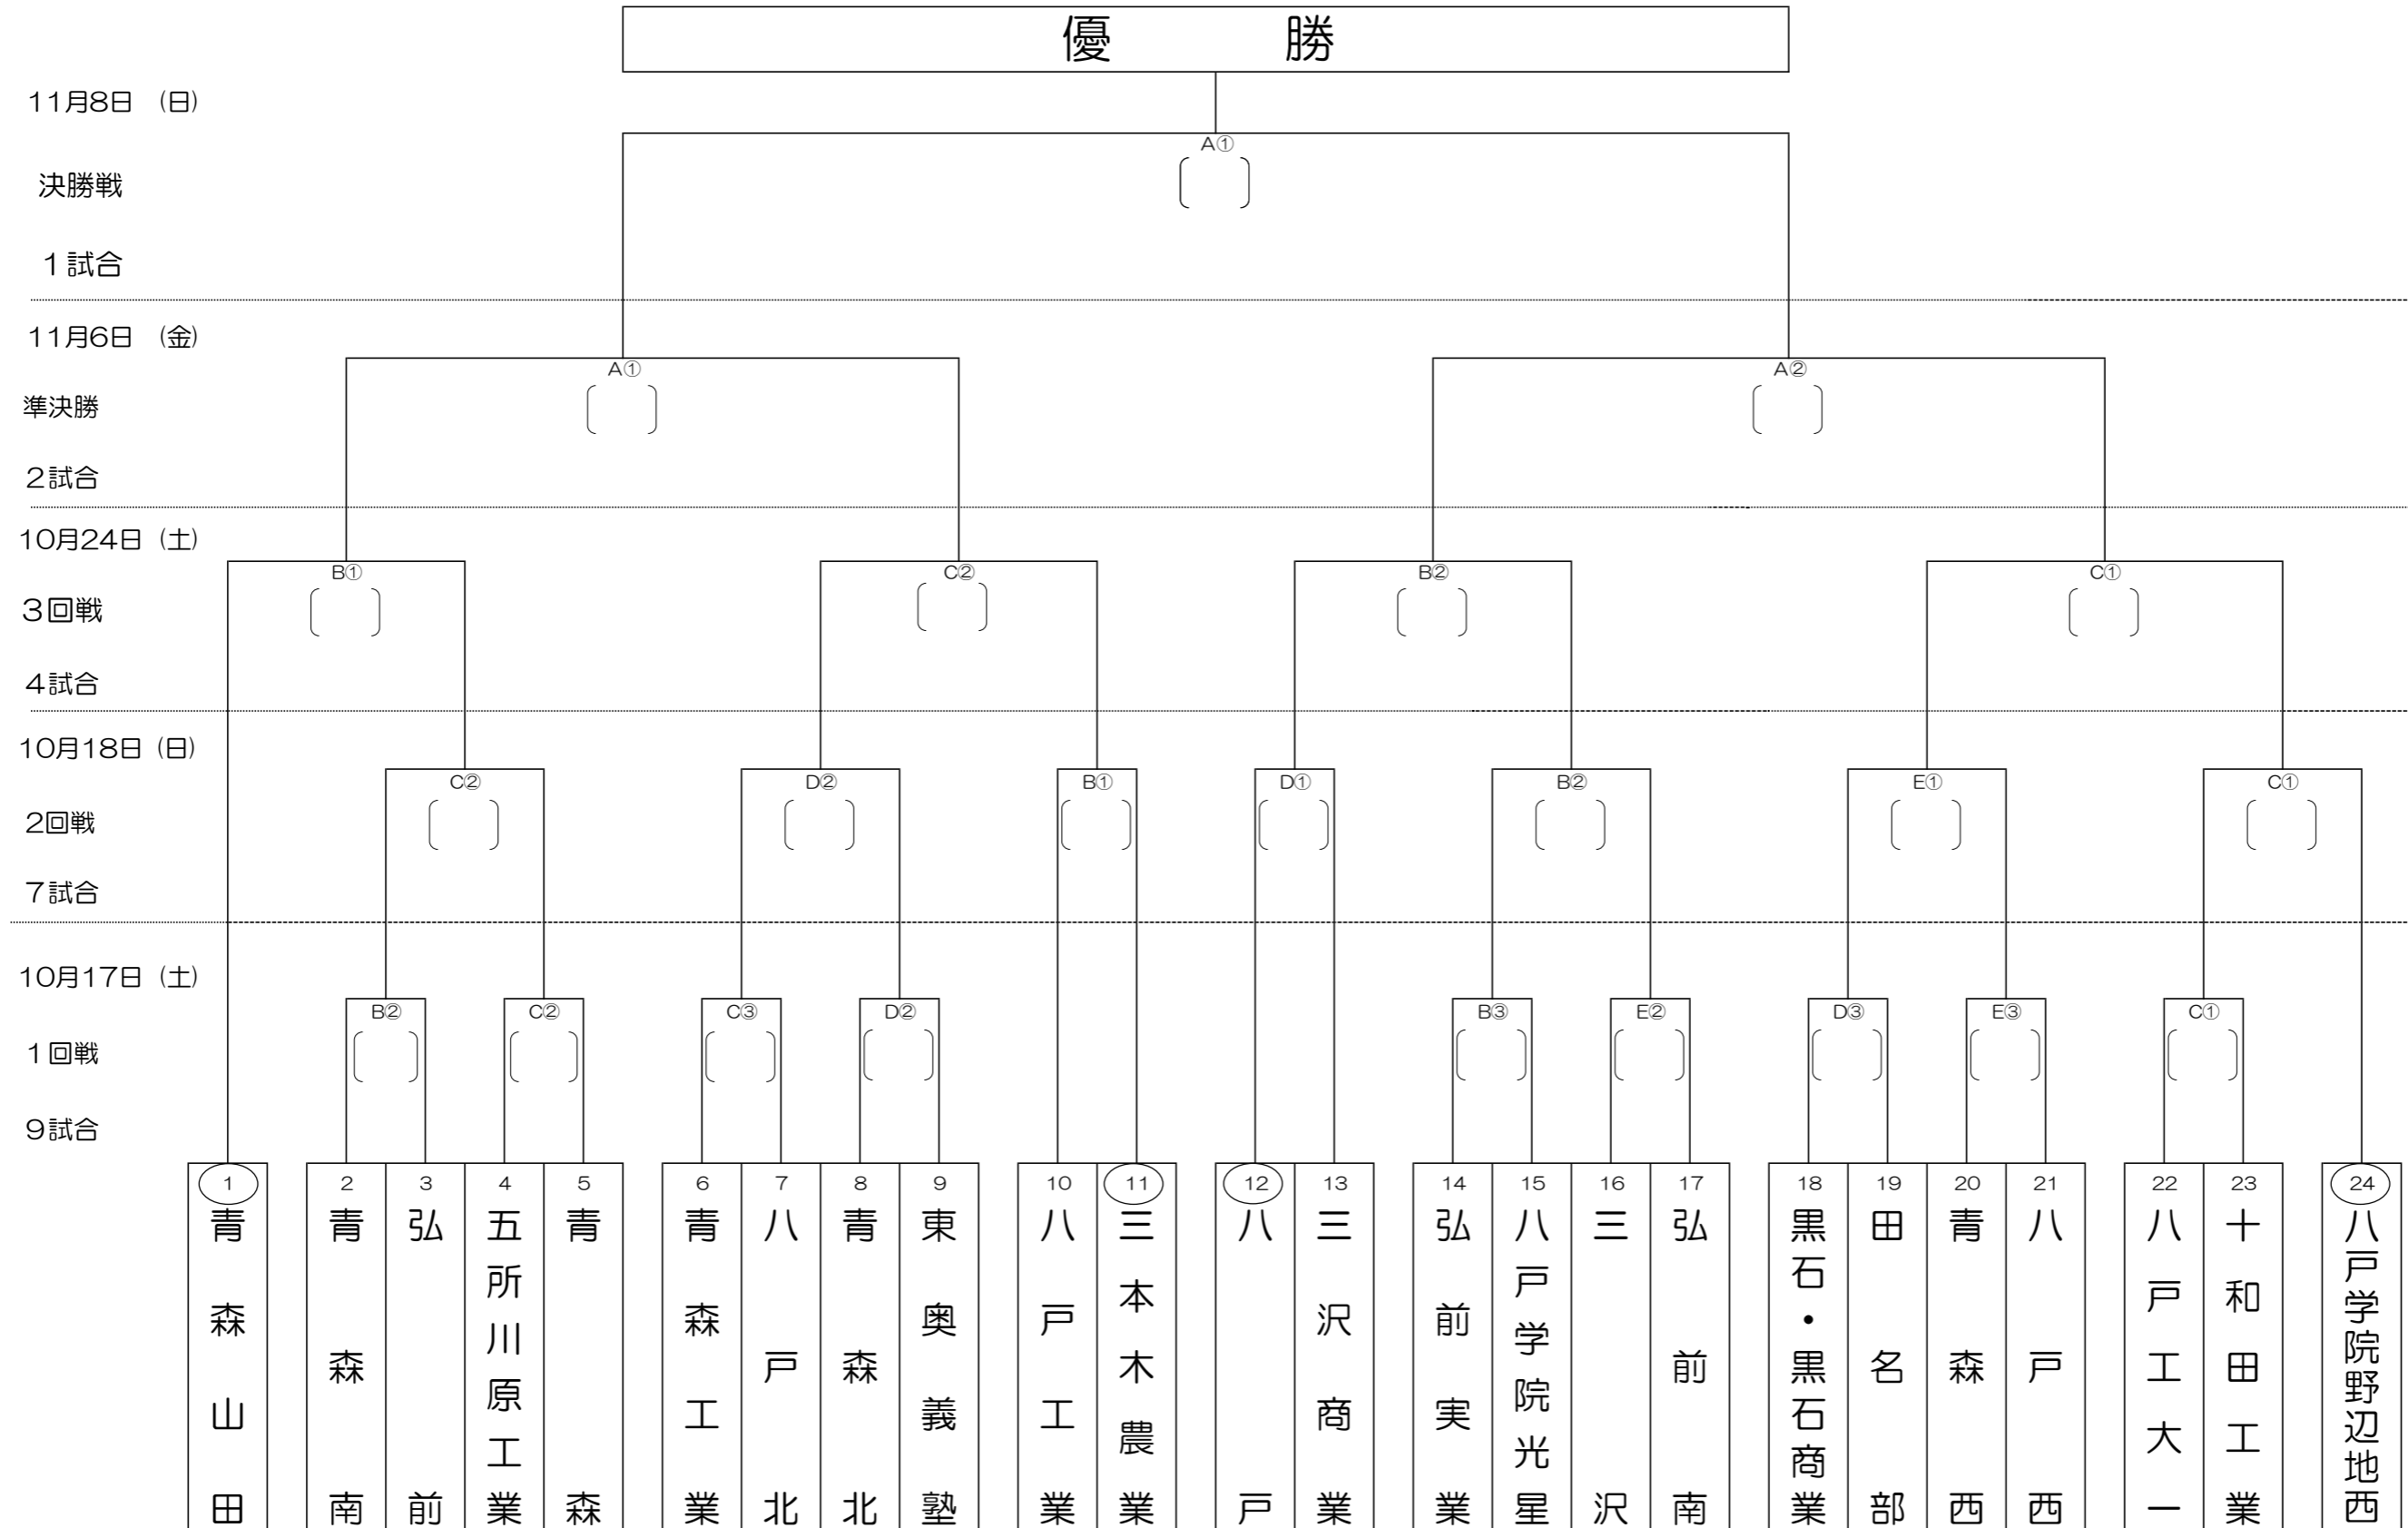 優 勝
11月8日 (日)
A①
決勝戦
1試合
11月6日 (金)
A① A②
準決勝
2試合
10月24日 (土)
B① C② B② C①
3回戦
4試合
10月18日 (日)
C② D② B① D① B② E① C①
2回戦
7試合
10月17日 (土)
B② C② C③ D② B③ E② D③ E③ C①
1回戦
9試合
1 青森山田
2 青森南
3 弘前
4 五所川原工業
5 青森
6 青森工業
7 八戸北
8 青森北
9 東奥義塾
10 八戸工業
11 三本木農業
12 八戸
13 三沢商業
14 弘前実業
15 八戸学院光星
16 三沢
17 弘前南
18 黒石・黒石商業
19 田名部
20 青森西
21 八戸西
22 八戸工大一
23 十和田工業
24 八戸学院野辺地西